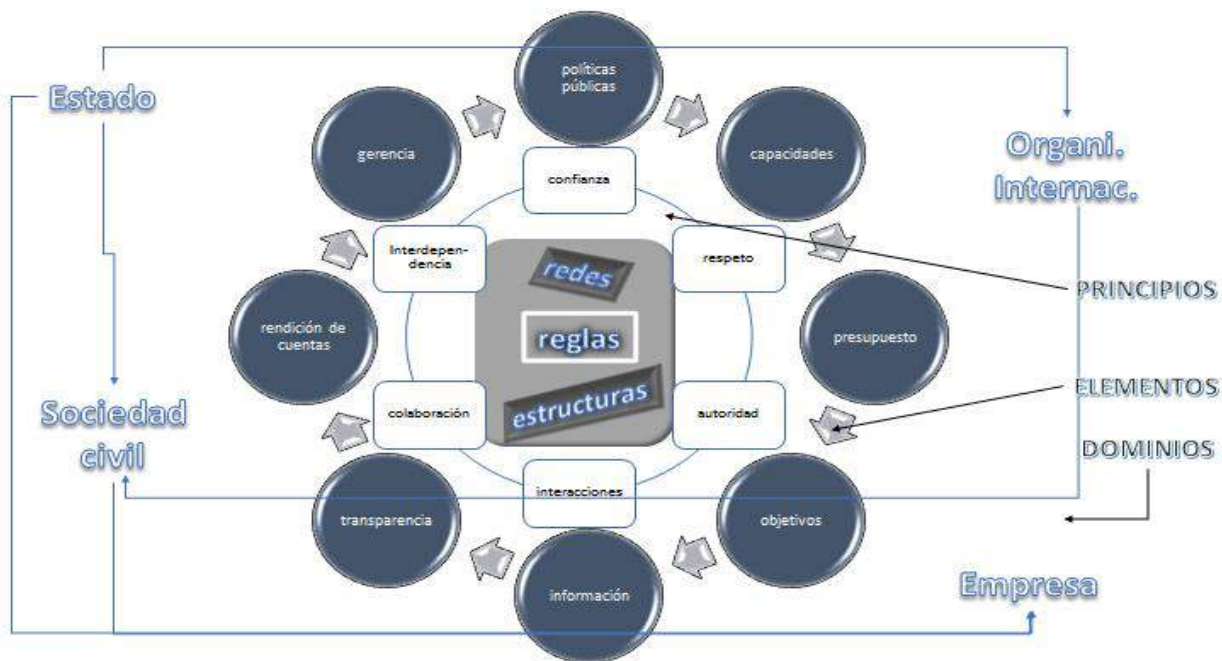 políticas
públicas
Estado
gerencia
capacidades
Organi.
Internac.
confianza
Interdepen-
dencia
redes
respeto
PRINCIPIOS
rendición de
cuentas
reglas
presupuesto
ELEMENTOS
Sociedad
civil
colaboración
estructuras
autoridad
DOMINIOS
interacciones
transparencia
objetivos
información
Empresa